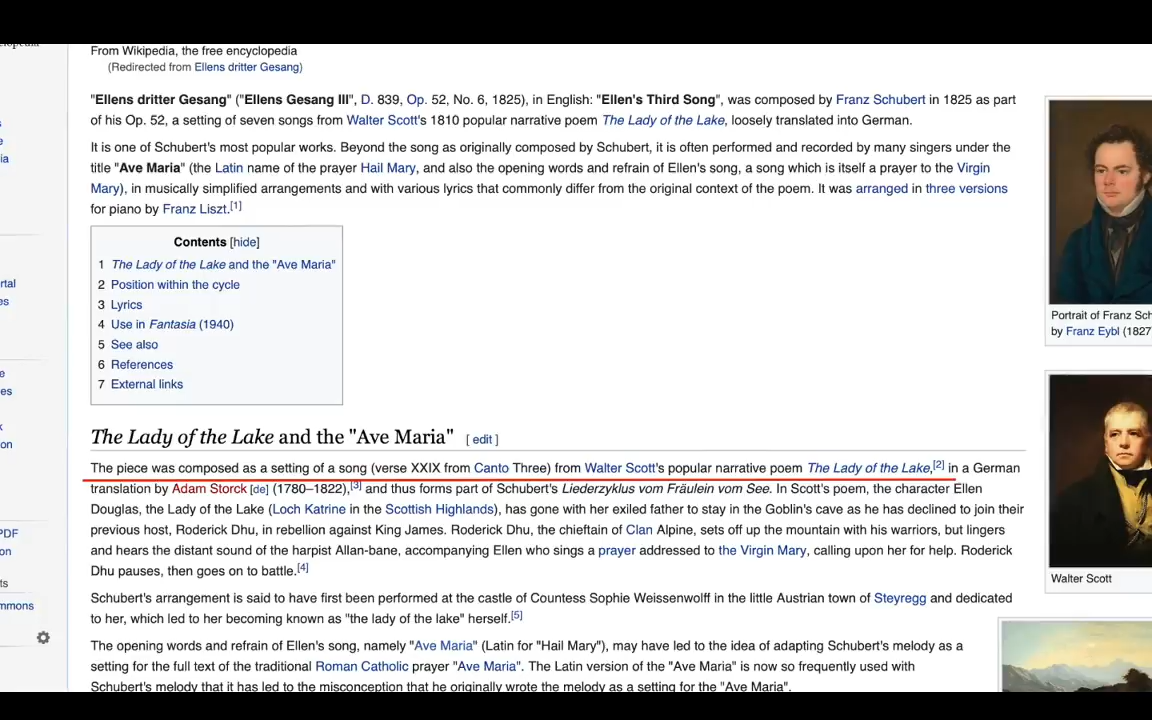 From Wikipedia, the free encyclopedia
(Redirected from Ellens dritter Gesang)
"Ellens dritter Gesang" ("Ellens Gesang III", D. 839, Op. 52, No. 6, 1825), in English: "Ellen's Third Song", was composed by Franz Schubert in 1825 as part
of his Op. 52, a setting of seven songs from Walter Scott's 1810 popular narrative poem The Lady of the Lake, loosely translated into German.
It is one of Schubert's most popular works. Beyond the song as originally composed by Schubert, it is often performed and recorded by many singers under the
title "Ave Maria" (the Latin name of the prayer Hail Mary, and also the opening words and refrain of Ellen's song, a song which is itself a prayer to the Virgin
Mary), in musically simplified arrangements and with various lyrics that commonly differ from the original context of the poem. It was arranged in three versions
for piano by Franz Liszt.[1]
Contents [hide]
1 The Lady of the Lake and the "Ave Maria"
2 Position within the cycle
3 Lyrics
4 Use in Fantasia (1940)
5 See also
6 References
7 External links
Portrait of Franz Sch
by Franz Eybl (1827
The Lady of the Lake and the "Ave Maria" [ edit ]
The piece was composed as a setting of a song (verse XXIX from Canto Three) from Walter Scott's popular narrative poem The Lady of the Lake,[2] in a German
translation by Adam Storck [de] (1780–1822),[3] and thus forms part of Schubert's Liederzyklus vom Fräulein vom See. In Scott's poem, the character Ellen
Douglas, the Lady of the Lake (Loch Katrine in the Scottish Highlands), has gone with her exiled father to stay in the Goblin's cave as he has declined to join their
previous host, Roderick Dhu, in rebellion against King James. Roderick Dhu, the chieftain of Clan Alpine, sets off up the mountain with his warriors, but lingers
and hears the distant sound of the harpist Allan-bane, accompanying Ellen who sings a prayer addressed to the Virgin Mary, calling upon her for help. Roderick
Dhu pauses, then goes on to battle.[4]
Walter Scott
Schubert's arrangement is said to have first been performed at the castle of Countess Sophie Weissenwolff in the little Austrian town of Steyregg and dedicated
to her, which led to her becoming known as "the lady of the lake" herself.[5]
The opening words and refrain of Ellen's song, namely "Ave Maria" (Latin for "Hail Mary"), may have led to the idea of adapting Schubert's melody as a
setting for the full text of the traditional Roman Catholic prayer "Ave Maria". The Latin version of the "Ave Maria" is now so frequently used with
Schubert's melody that it has led to the misconception that he originally wrote the melody as a setting for the "Ave Maria".